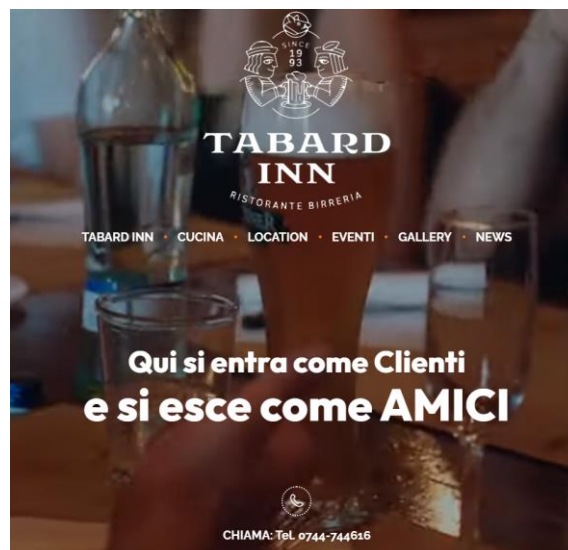 SINCE
19
93
TABARD
INN
RISTORANTE BIRRERIA
TABARD INN • CUCINA • LOCATION • EVENTI • GALLERY • NEWS
Qui si entra come Clienti
e si esce come AMICI
CHIAMA: Tel. 0744-744616